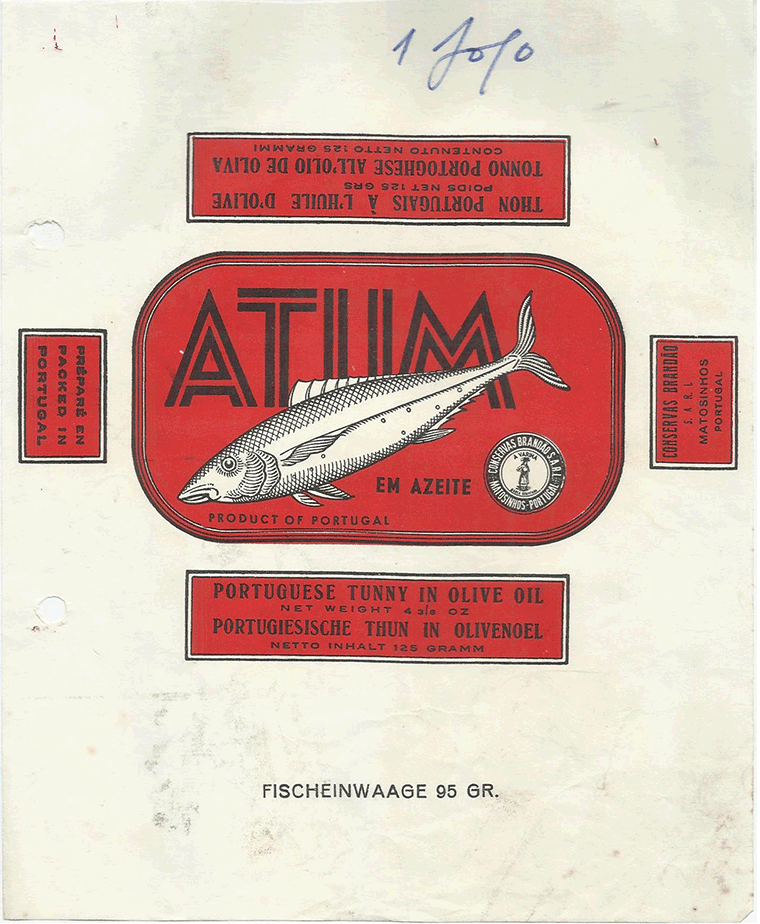 1 fofo
TONNO PORTOGHESE ALL'OLIO DE OLIVA
CONTENUTO NETTO 125 GRAMMI
THON PORTUGAIS À L'HUILE D'OLIVE
POIDS NET 125 GRS
ATUM
EM AZEITE
PRODUCT OF PORTUGAL
CONSERVAS BRANDÃO S.A.R.L.
MATOSINHOS-PORTUGAL
PRÉPARÉ EN
PACKED IN
PORTUGAL
CONSERVAS BRANDÃO
S. A. R. L.
MATOSINHOS
PORTUGAL
PORTUGUESE TUNNY IN OLIVE OIL
NET WEIGHT 4 3/8 OZ
PORTUGIESISCHE THUN IN OLIVENOEL
NETTO INHALT 125 GRAMM
FISCHEINWAAGE 95 GR.